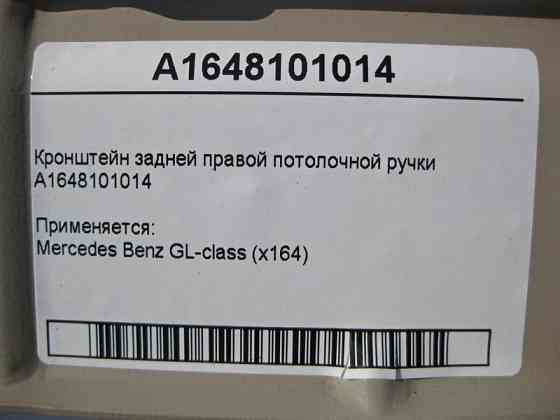 A1648101014
Кронштейн задней правой потолочной ручки
A1648101014
Применяется:
Mercedes Benz GL-class (x164)